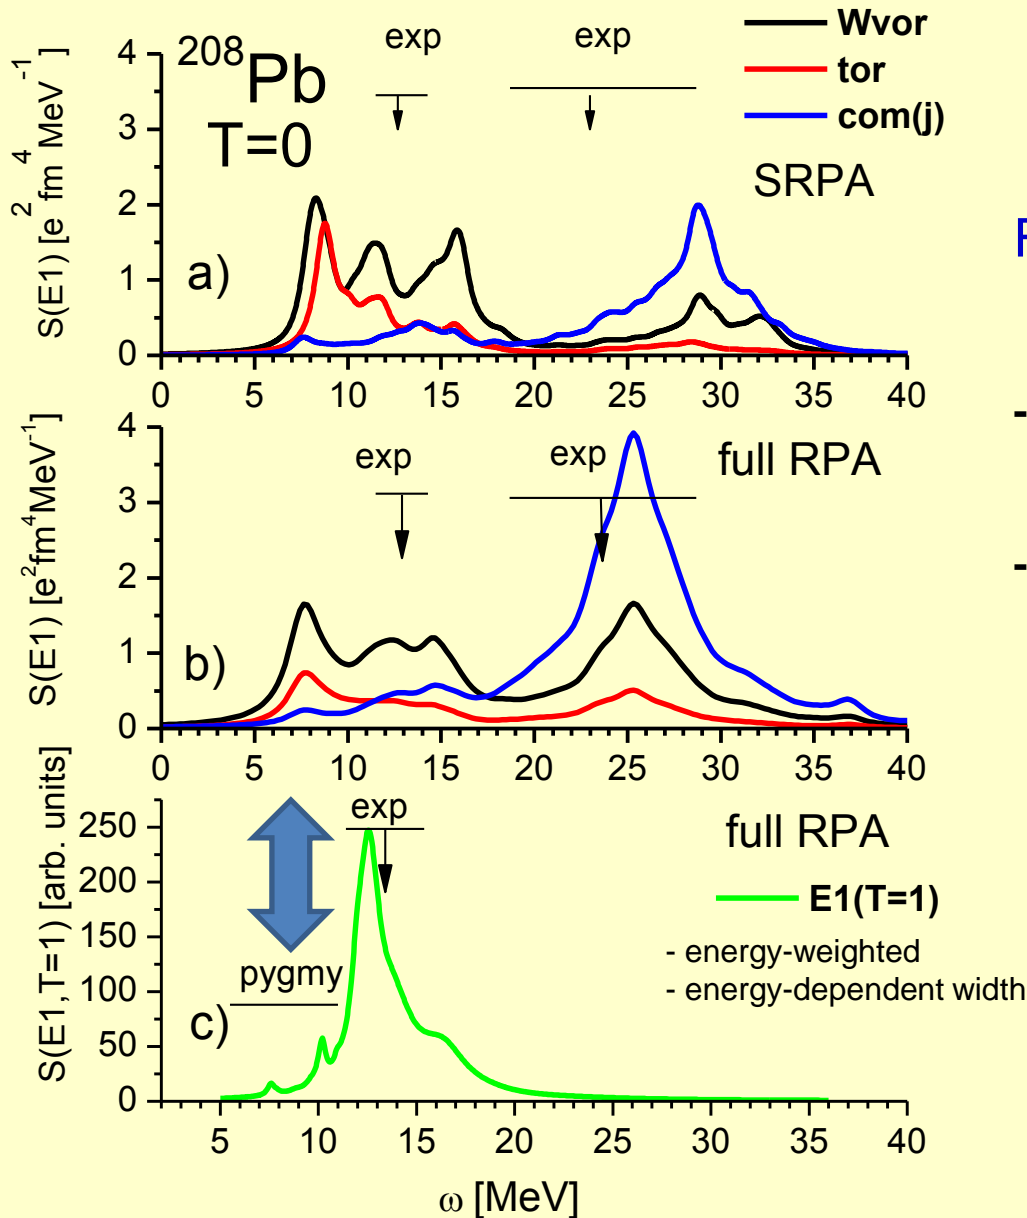 Wvor
tor
com(j)
exp exp
²⁰⁸Pb
T=0
SRPA
a)
S(E1) [e² fm⁴ MeV⁻¹]
4
3
2
1
0
0 5 10 15 20 25 30 35 40
exp exp
full RPA
b)
S(E1) [e²fm⁴MeV⁻¹]
4
3
2
1
0
0 5 10 15 20 25 30 35 40
exp
full RPA
E1(T=1)
- energy-weighted
- energy-dependent width
pygmy
c)
S(E1,T=1) [arb. units]
250
200
150
100
50
0
5 10 15 20 25 30 35 40
ω [MeV]
-
-